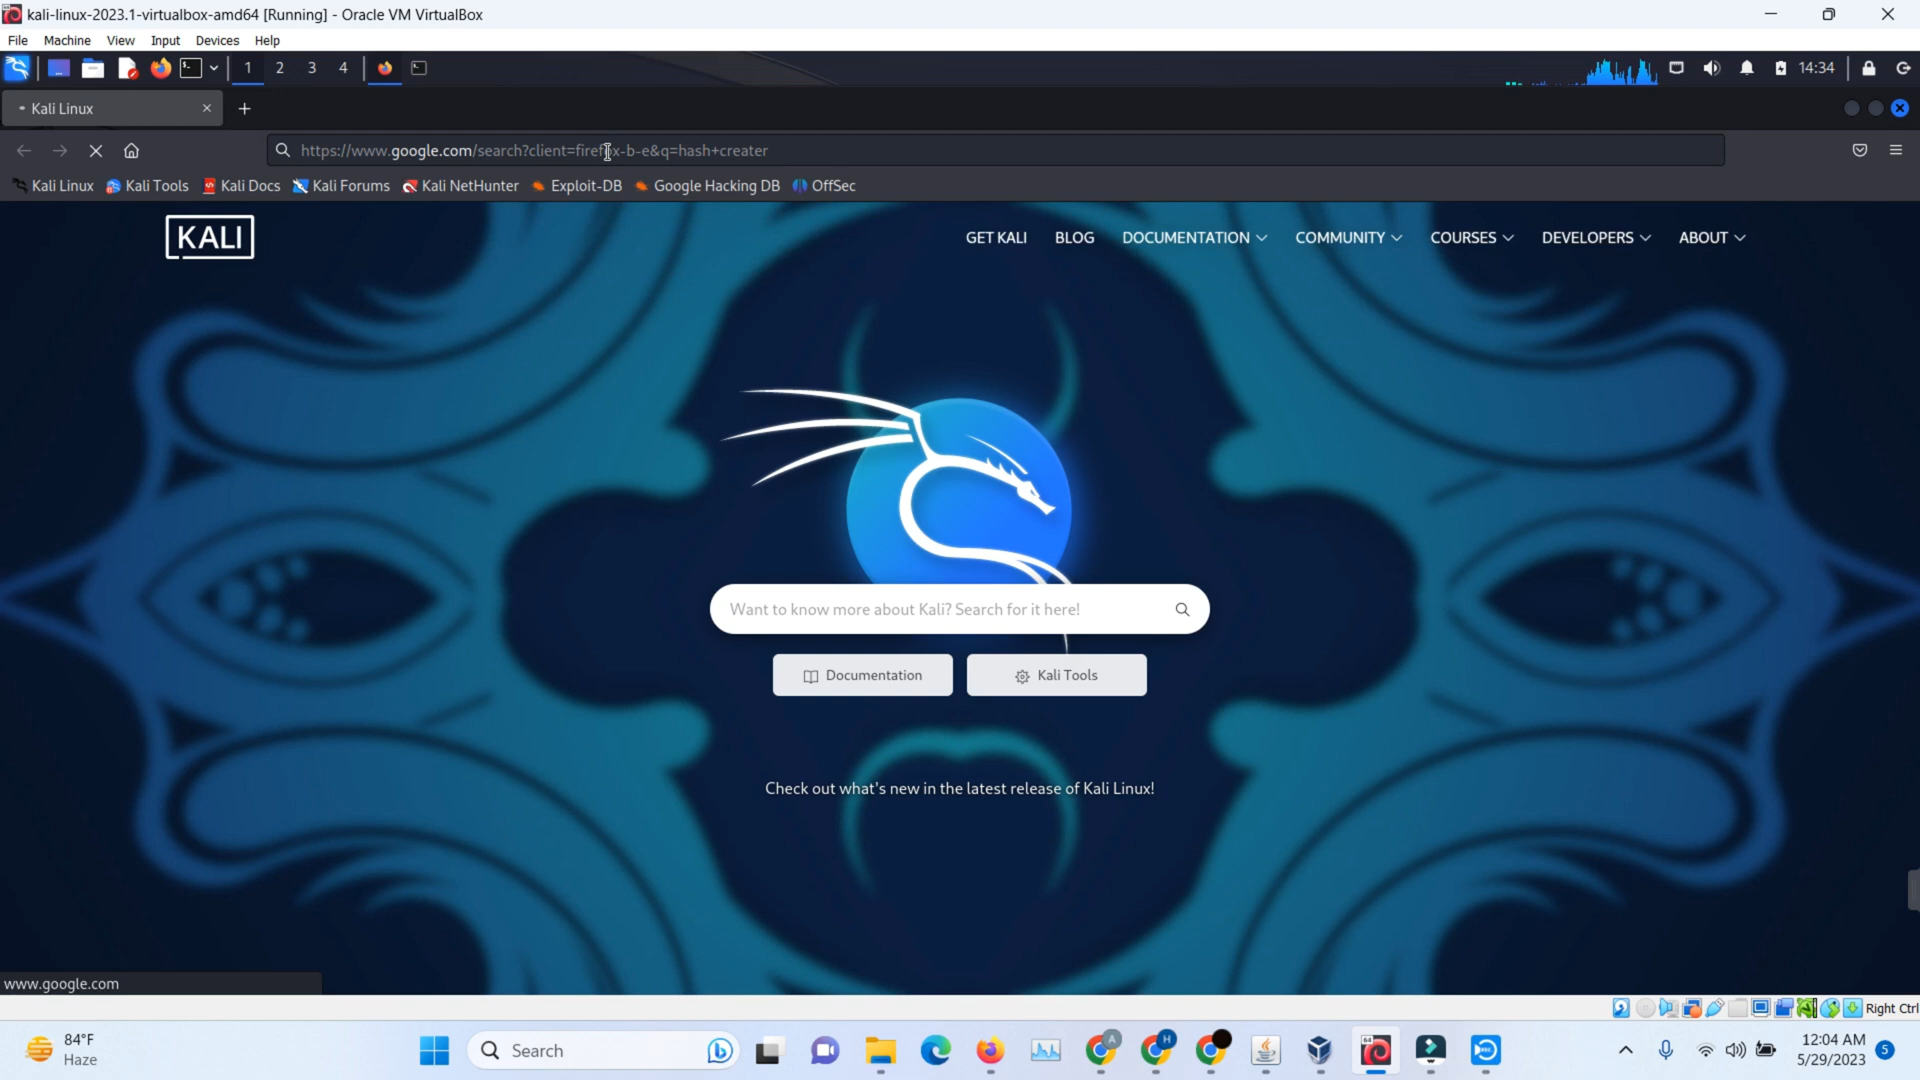 kali-linux-2023.1-virtualbox-amd64 [Running] - Oracle VM VirtualBox
File Machine View Input Devices Help
1 2 3 4 14:34
Kali Linux
https://www.google.com/search?client=firefox-b-e&q=hash+creater
Kali Linux Kali Tools Kali Docs Kali Forums Kali NetHunter Exploit-DB Google Hacking DB OffSec
KALI GET KALI BLOG DOCUMENTATION COMMUNITY COURSES DEVELOPERS ABOUT
Want to know more about Kali? Search for it here!
Documentation Kali Tools
Check out what's new in the latest release of Kali Linux!
www.google.com
Right Ctrl
84°F
Haze
Search
A H
64
12:04 AM
5/29/2023
5